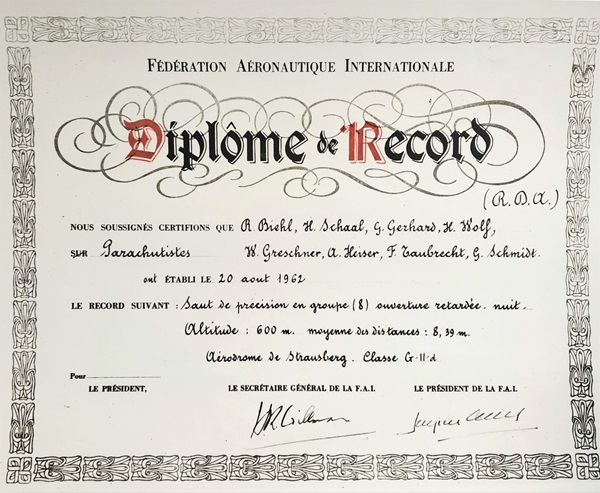 FÉDÉRATION AÉRONAUTIQUE INTERNATIONALE
Diplôme de Record
(R.D.A.)
NOUS SOUSSIGNÉS CERTIFIONS QUE R. Biehl, H. Schaal, G. Gerhard, H. Wolf,
SUR Parachutistes W. Greschner, A. Heiser, F. Taubrecht, G. Schmidt.
ont ÉTABLI LE 20 aout 1962
LE RECORD SUIVANT : Saut de précision en groupe (8) ouverture retardée - nuit -
Altitude : 600 m. moyenne des distances : 8,39 m.
Aérodrome de Strausberg. Classe G-II-d
Pour
LE PRÉSIDENT, LE SECRÉTAIRE GÉNÉRAL DE LA F.A.I. LE PRÉSIDENT DE LA F.A.I.